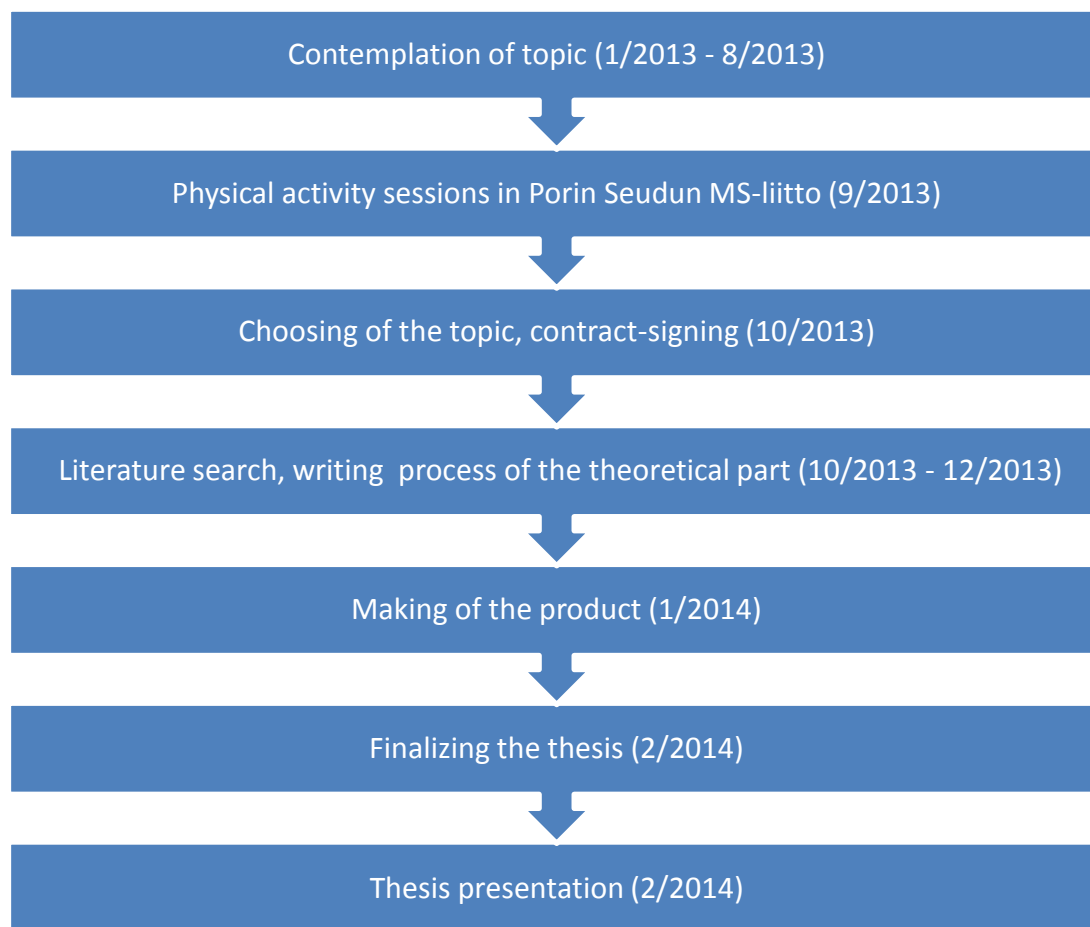 Contemplation of topic (1/2013 - 8/2013)
Physical activity sessions in Porin Seudun MS-liitto (9/2013)
Choosing of the topic, contract-signing (10/2013)
Literature search, writing  process of the theoretical part (10/2013 - 12/2013)
Making of the product (1/2014)
Finalizing the thesis (2/2014)
Thesis presentation (2/2014)